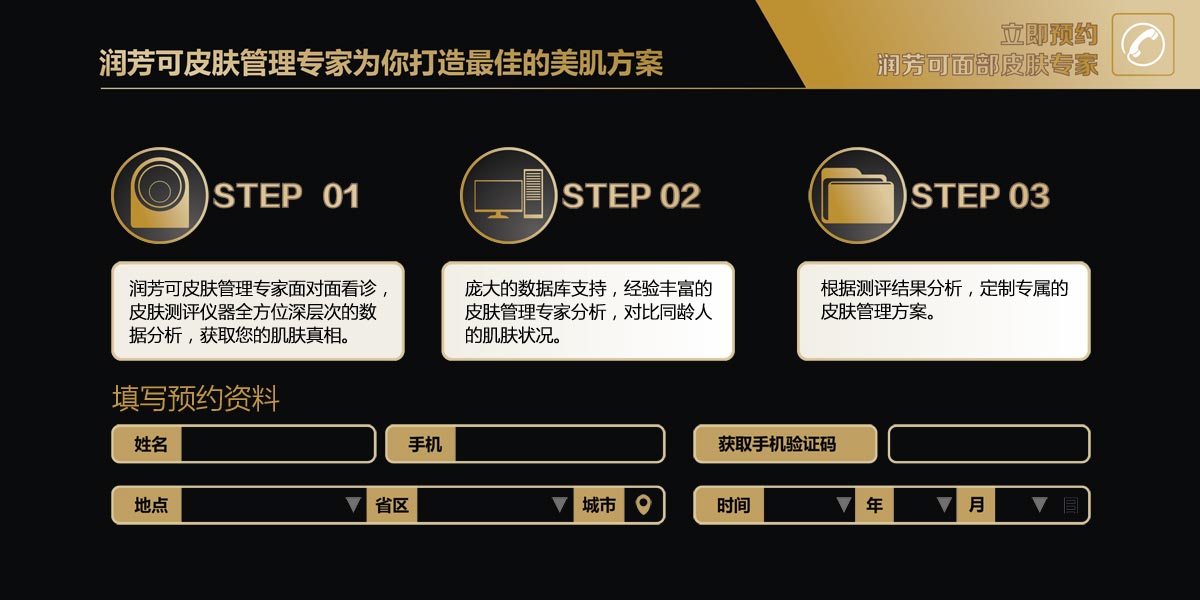 润芳可皮肤管理专家为你打造最佳的美肌方案
立即预约
润芳可面部皮肤专家
STEP 01
STEP 02
STEP 03
润芳可皮肤管理专家面对面看诊，
皮肤测评仪器全方位深层次的数
据分析，获取您的肌肤真相。
庞大的数据库支持，经验丰富的
皮肤管理专家分析，对比同龄人
的肌肤状况。
根据测评结果分析，定制专属的
皮肤管理方案。
填写预约资料
姓名
手机
获取手机验证码
地点 省区 城市
时间 年 月 日